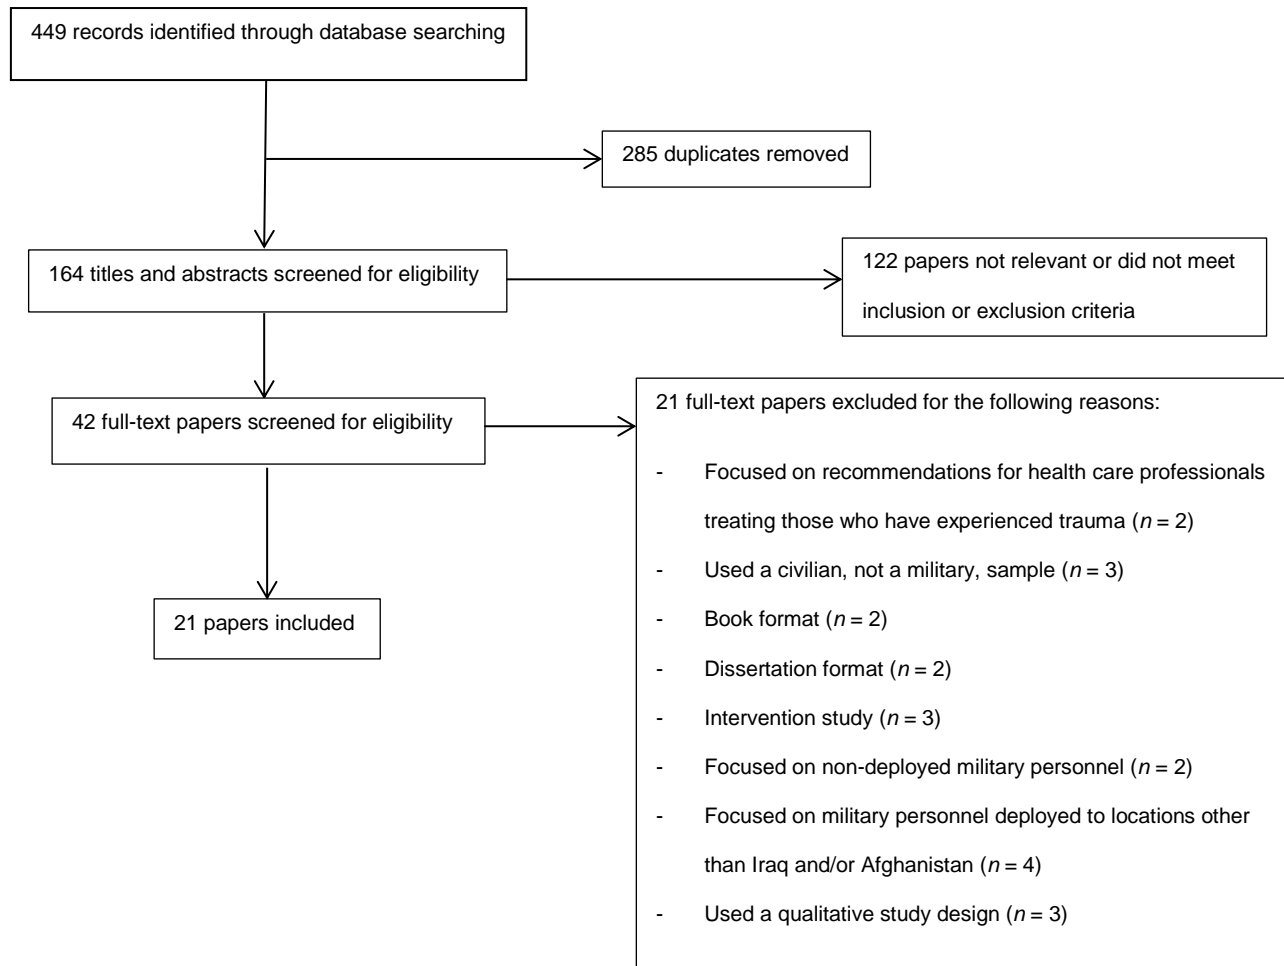 449 records identified through database searching
285 duplicates removed
164 titles and abstracts screened for eligibility
122 papers not relevant or did not meet
inclusion or exclusion criteria
42 full-text papers screened for eligibility
21 full-text papers excluded for the following reasons:
- Focused on recommendations for health care professionals
treating those who have experienced trauma (n = 2)
- Used a civilian, not a military, sample (n = 3)
- Book format (n = 2)
- Dissertation format (n = 2)
- Intervention study (n = 3)
- Focused on non-deployed military personnel (n = 2)
- Focused on military personnel deployed to locations other
than Iraq and/or Afghanistan (n = 4)
- Used a qualitative study design (n = 3)
21 papers included